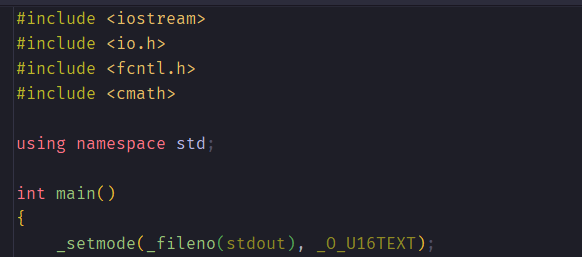 #include <iostream>
#include <io.h>
#include <fcntl.h>
#include <cmath>

using namespace std;

int main()
{
    _setmode(_fileno(stdout), _O_U16TEXT);